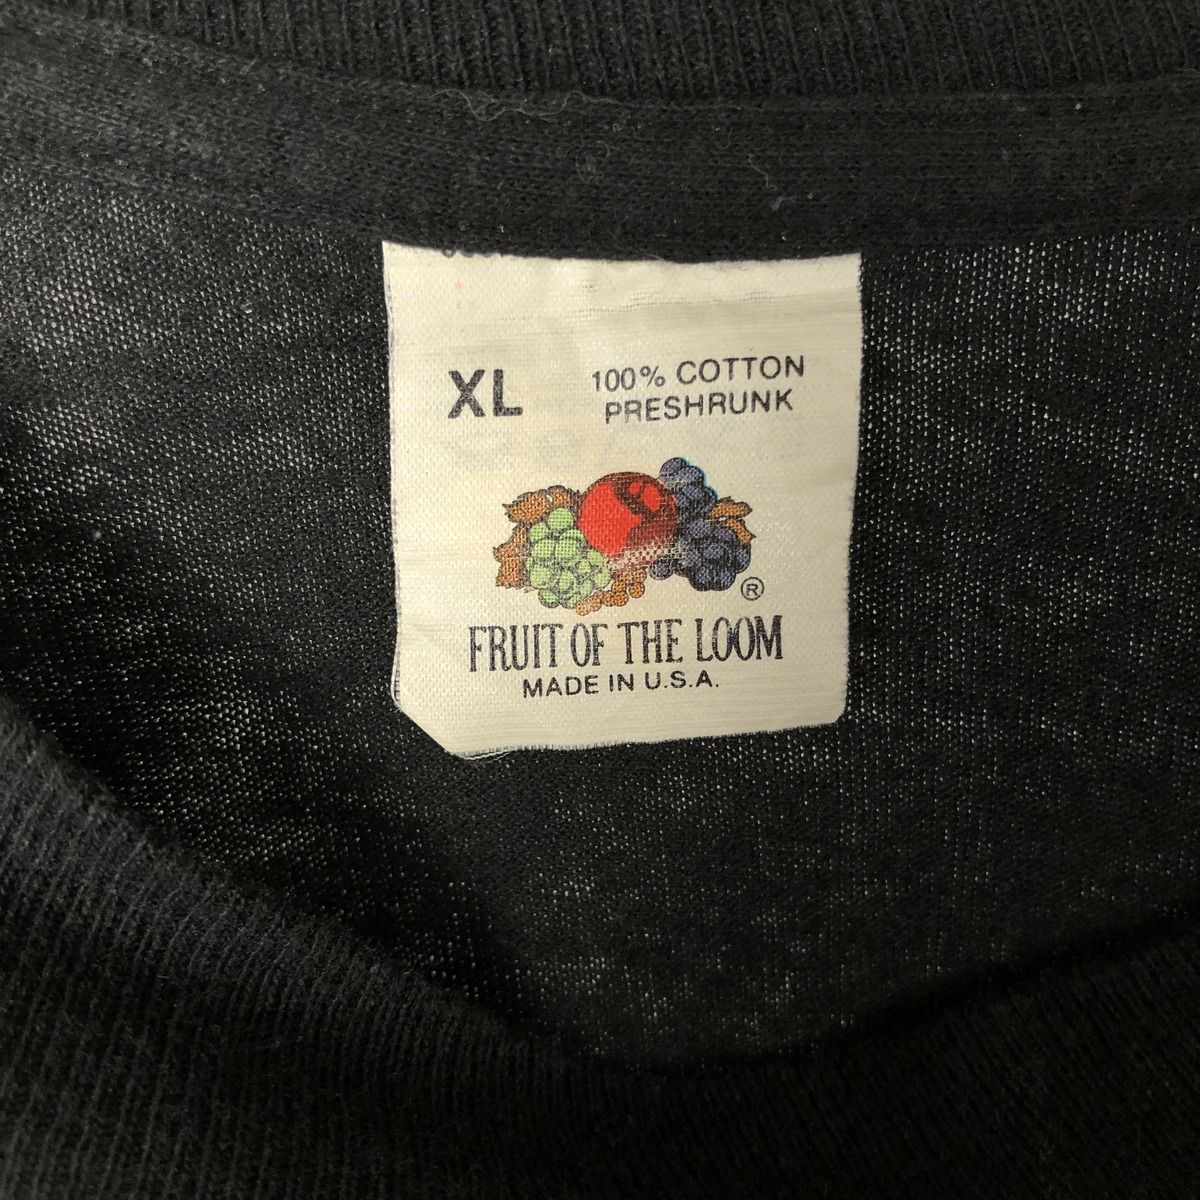 XL
100% COTTON
PRESHRUNK
®
FRUIT OF THE LOOM
MADE IN U.S.A.